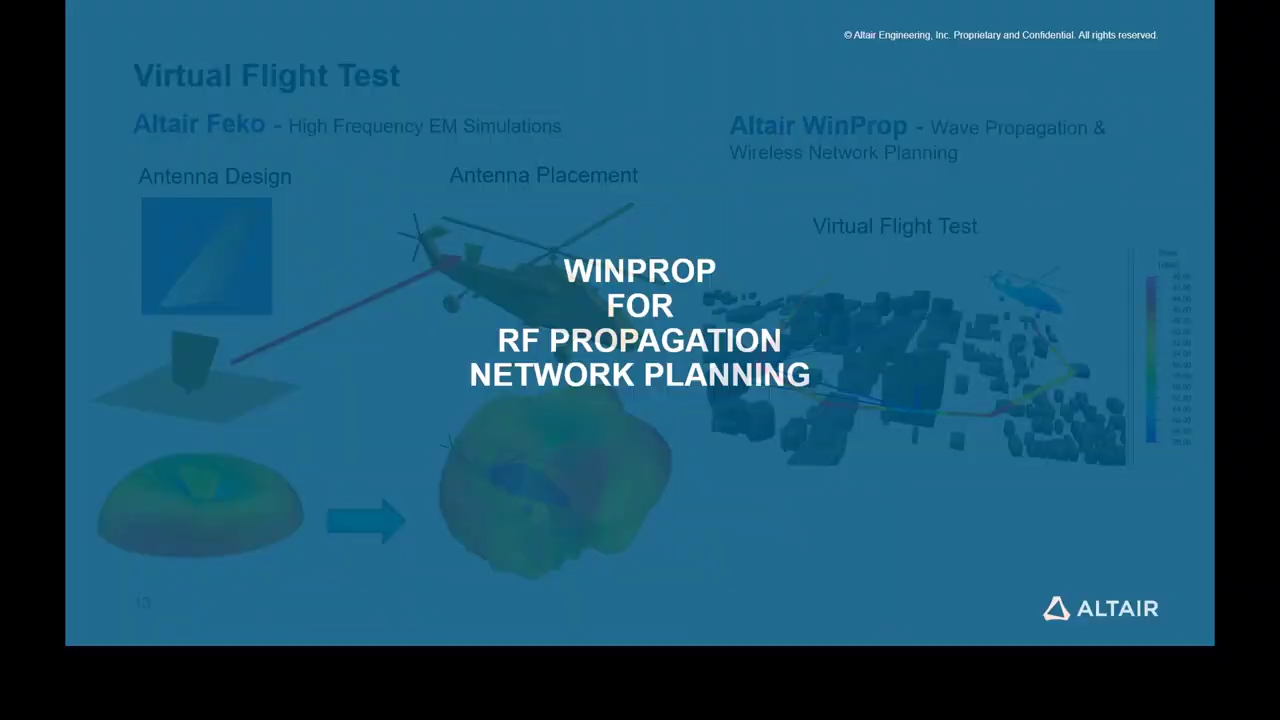 © Altair Engineering, Inc. Proprietary and Confidential. All rights reserved.
Virtual Flight Test
Altair Feko - High Frequency EM Simulations
Altair WinProp - Wave Propagation &
Wireless Network Planning
Antenna Design
Antenna Placement
Virtual Flight Test
WINPROP
FOR
RF PROPAGATION
NETWORK PLANNING
13
ALTAIR